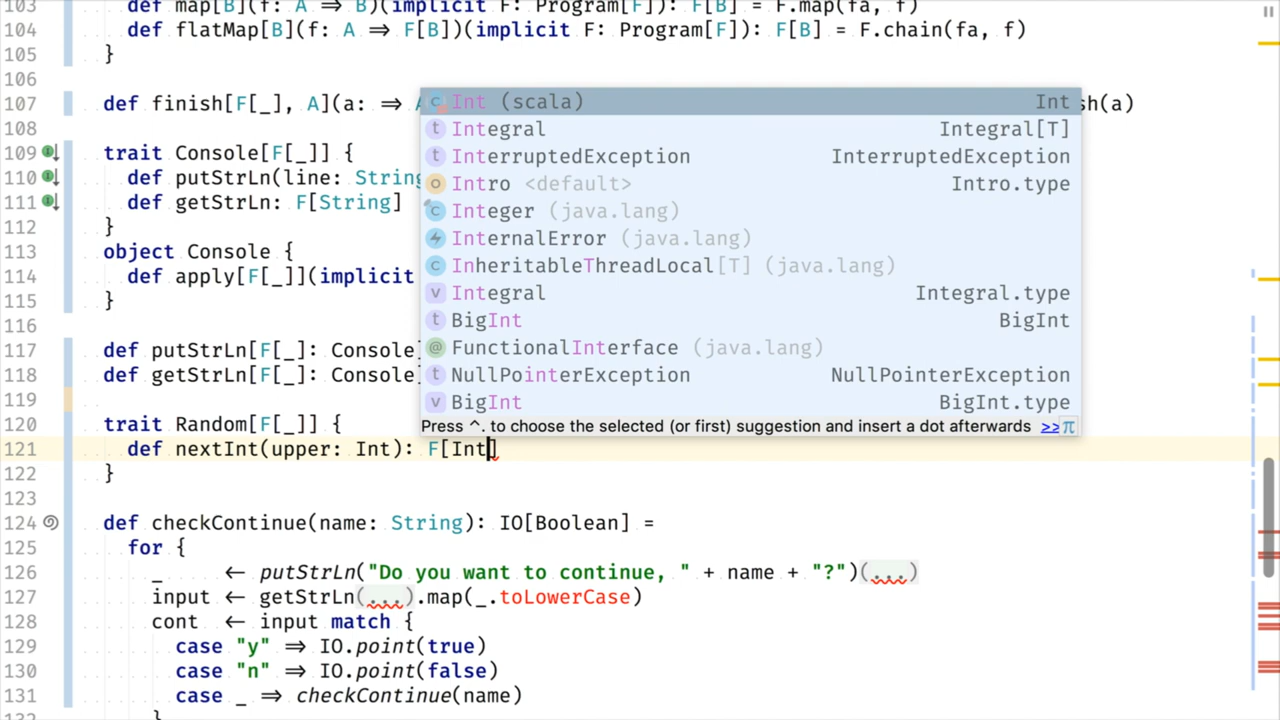 103 def map[B](f: A ⇒ B)(implicit F: Program[F]): F[B] = F.map(fa, f)
104 def flatMap[B](f: A ⇒ F[B])(implicit F: Program[F]): F[B] = F.chain(fa, f)
105 }
106
107 def finish[F[_], A](a: ⇒ sh(a)
108
109 trait Console[F[_]] {
110 def putStrLn(line: String
111 def getStrLn: F[String]
112 }
113 object Console {
114 def apply[F[_]](implicit
115 }
116
117 def putStrLn[F[_]: Console]
118 def getStrLn[F[_]: Console]
119
120 trait Random[F[_]] {
121 def nextInt(upper: Int): F[Int]
122 }
123
124 def checkContinue(name: String): IO[Boolean] =
125 for {
126 _ ← putStrLn("Do you want to continue, " + name + "?")(...)
127 input ← getStrLn(...).map(_.toLowerCase)
128 cont ← input match {
129 case "y" ⇒ IO.point(true)
130 case "n" ⇒ IO.point(false)
131 case _ ⇒ checkContinue(name)
132 }
c Int (scala) Int
t Integral Integral[T]
t InterruptedException InterruptedException
o Intro <default> Intro.type
c Integer (java.lang)
InternalError (java.lang)
c InheritableThreadLocal[T] (java.lang)
v Integral Integral.type
t BigInt BigInt
@ FunctionalInterface (java.lang)
t NullPointerException NullPointerException
v BigInt BigInt.type
Press ^. to choose the selected (or first) suggestion and insert a dot afterwards >> π